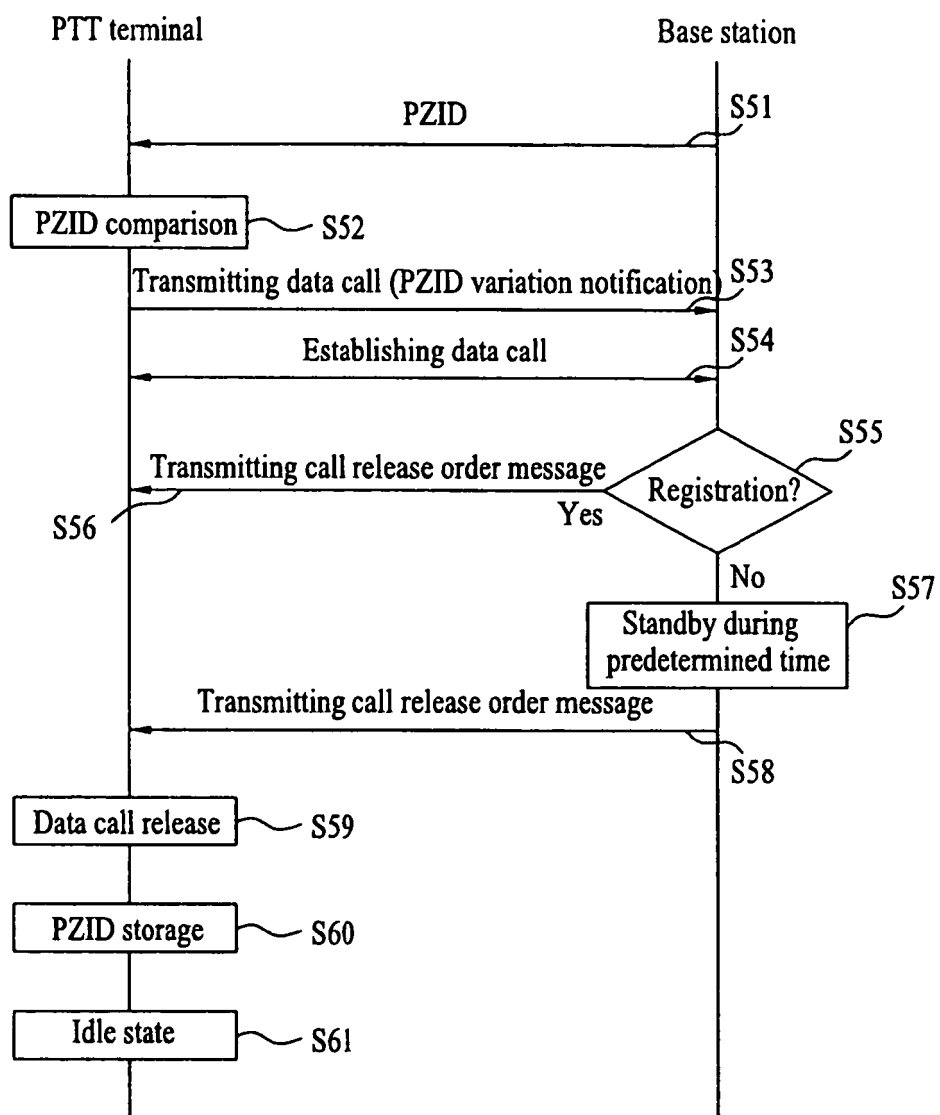 PTT terminal
Base station
PZID
S51
PZID comparison
S52
Transmitting data call (PZID variation notification)
S53
Establishing data call
S54
S55
Transmitting call release order message
Registration?
S56
Yes
No
S57
Standby during
predetermined time
Transmitting call release order message
S58
Data call release
S59
PZID storage
S60
Idle state
S61